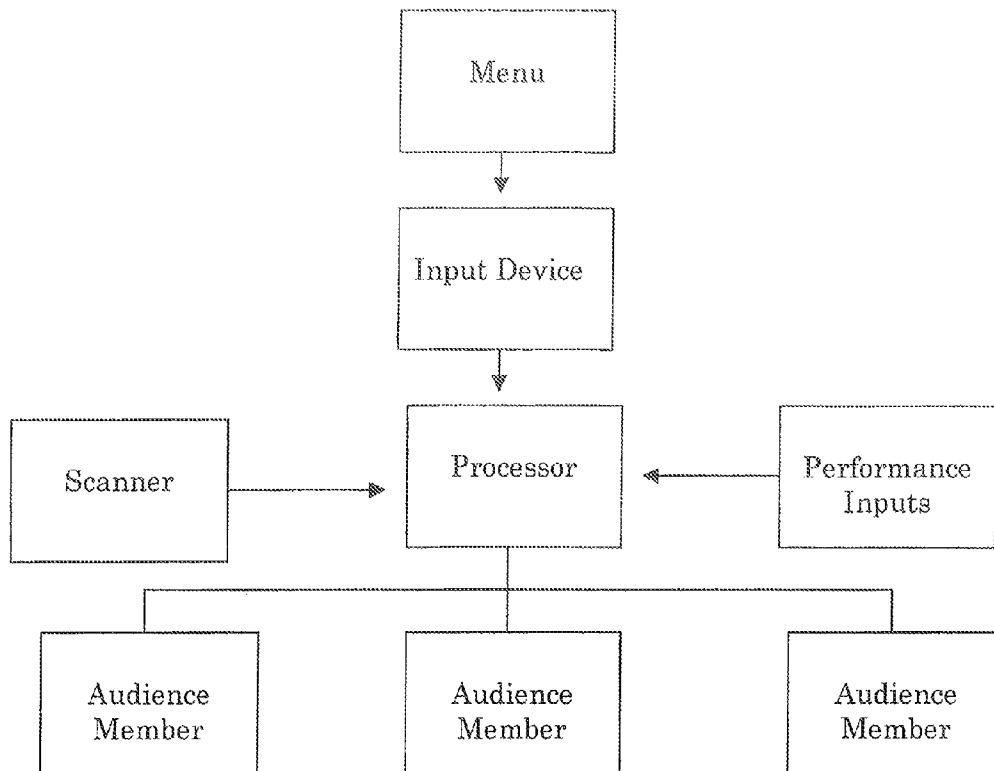 Menu
Input Device
Scanner
Processor
Performance
Inputs
Audience
Member
Audience
Member
Audience
Member